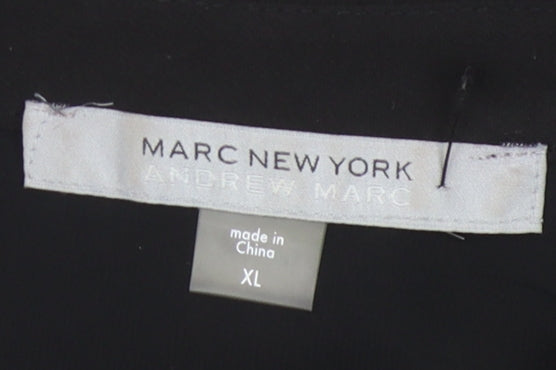 MARC NEW YORK
ANDREW MARC
made in
China
XL